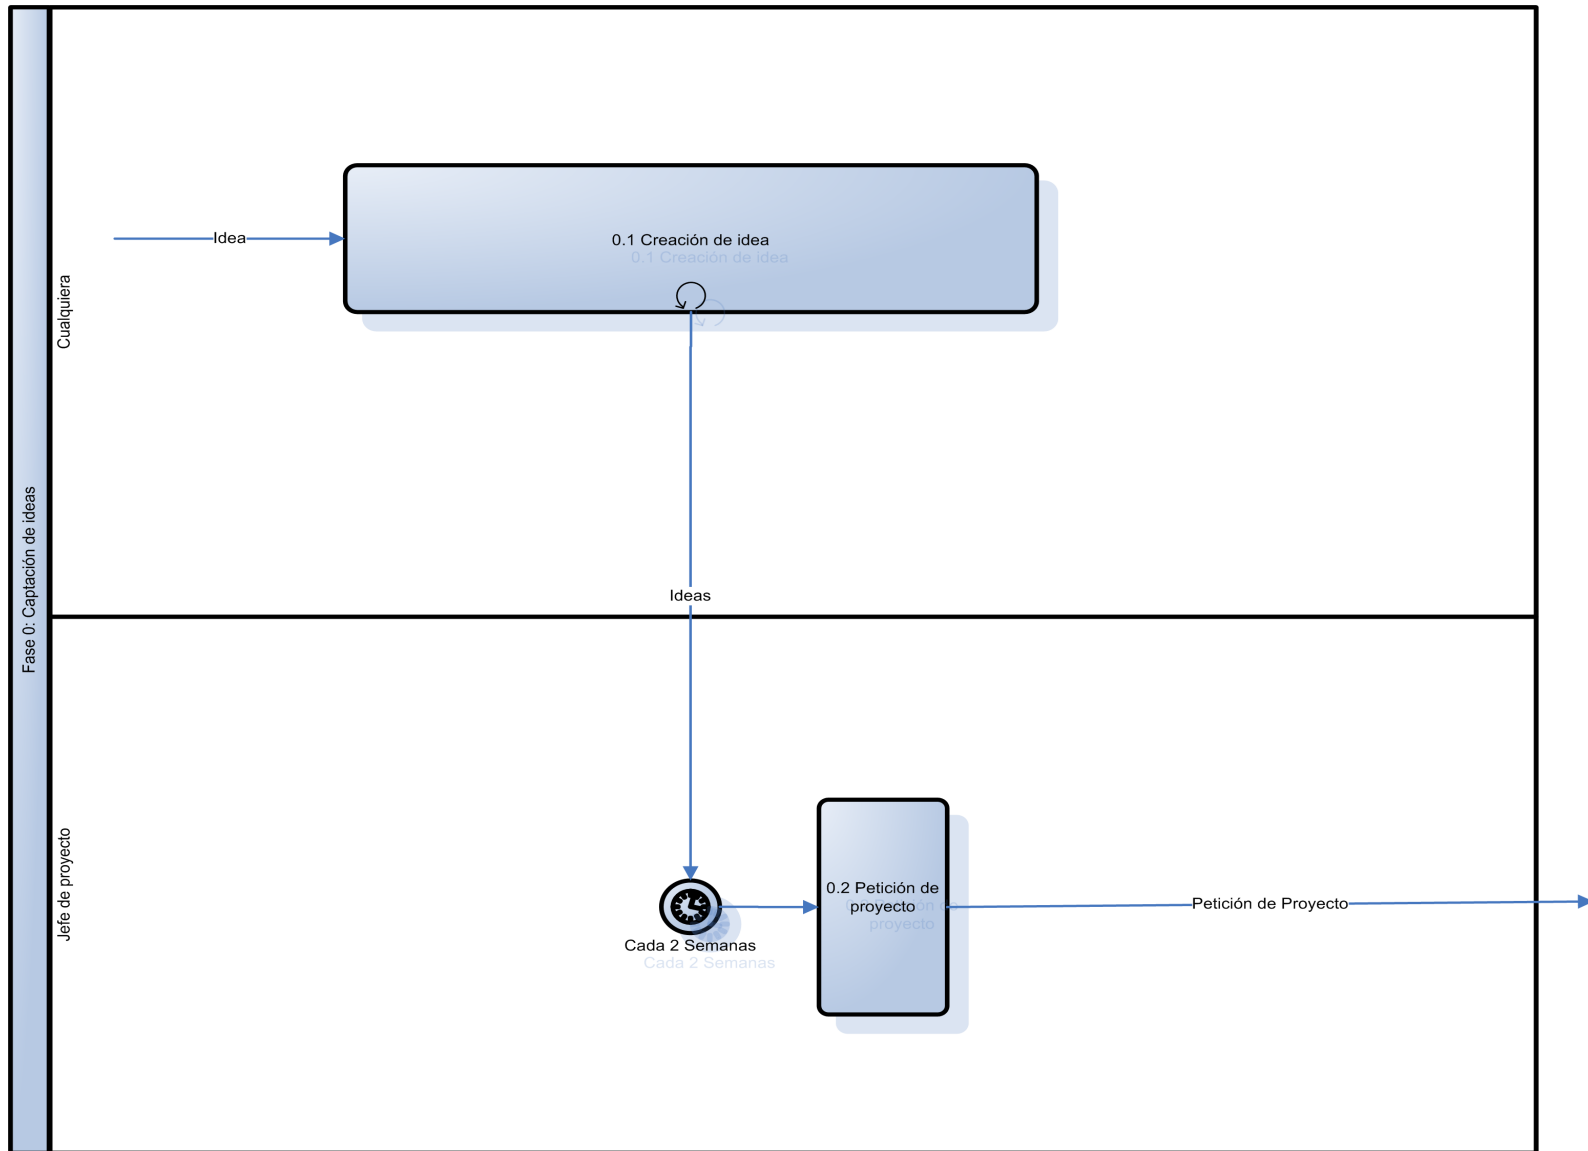 Fase 0: Captación de ideas
Cualquiera
Idea
0.1 Creación de idea
Ideas
Jefe de proyecto
Cada 2 Semanas
0.2 Petición de
proyecto
Petición de Proyecto